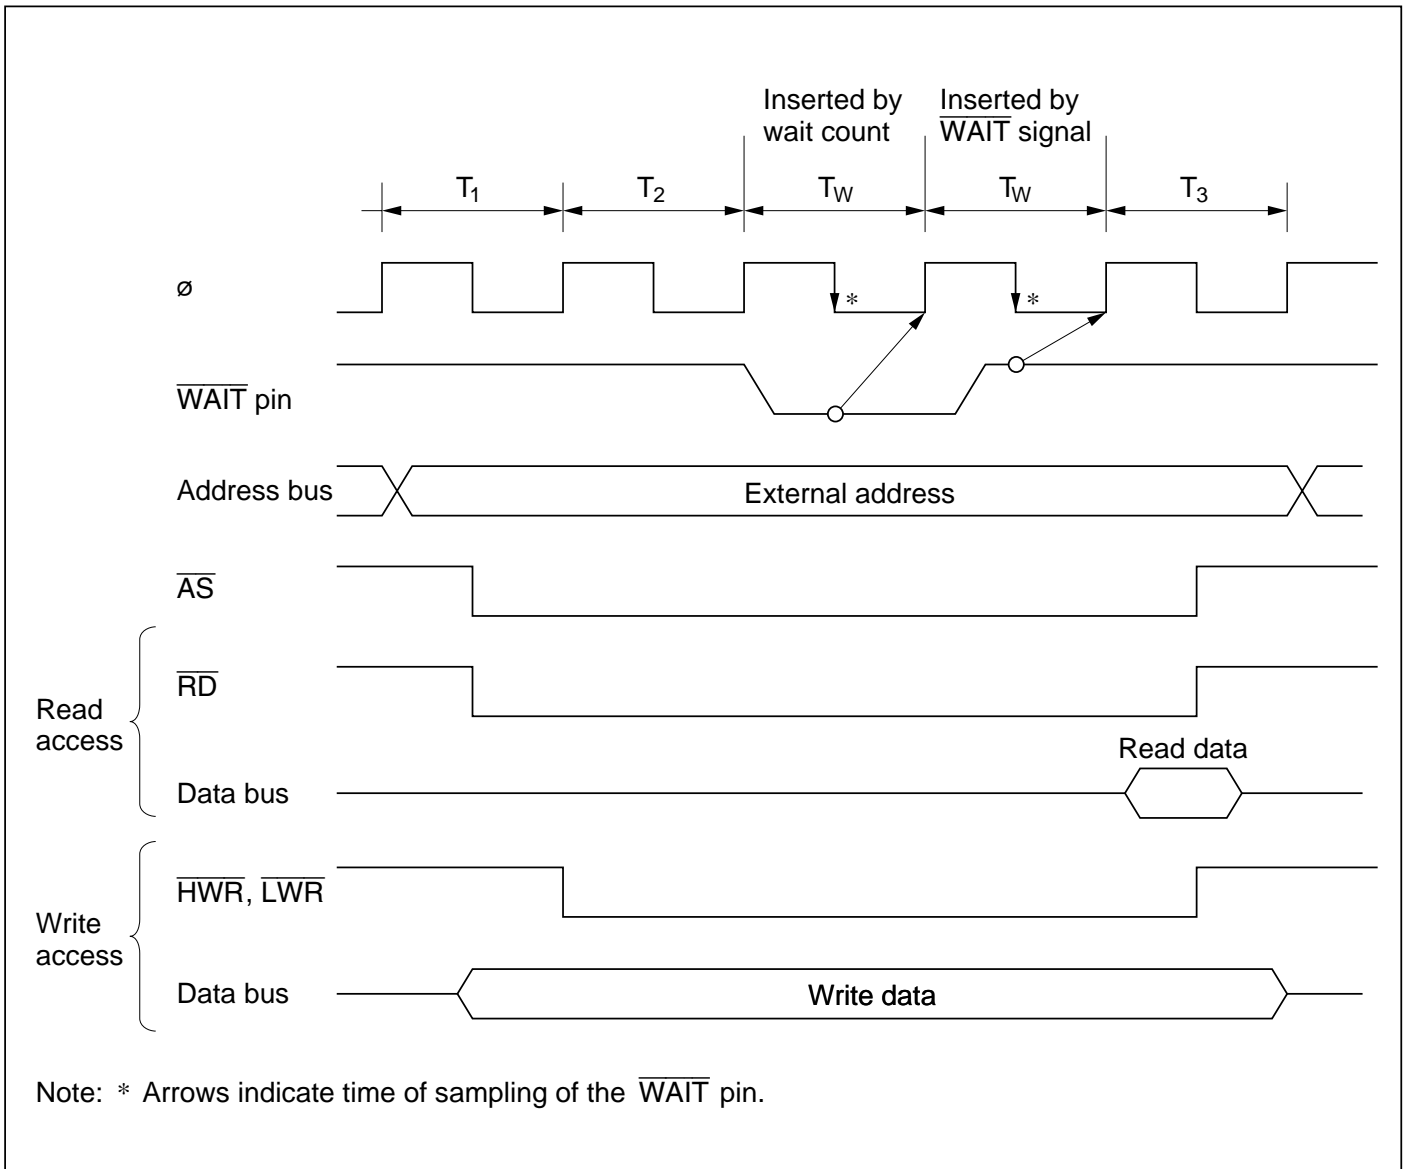 Inserted by
wait count
Inserted by
WAIT signal
T1
T2
TW
TW
T3
ø
*
*
WAIT pin
Address bus
External address
AS
RD
Read
access
Read data
Data bus
HWR, LWR
Write
access
Data bus
Write data
Note: * Arrows indicate time of sampling of the WAIT pin.